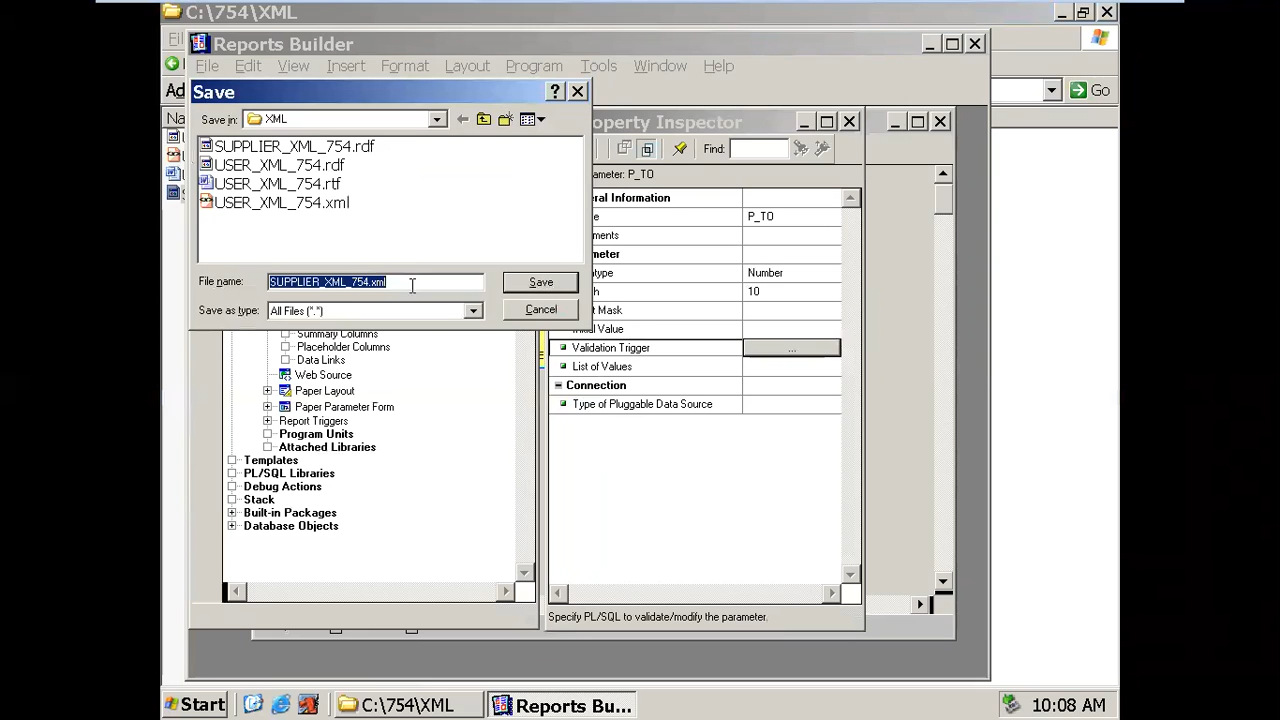 C:\754\XML
Fi
Reports Builder
File Edit View Insert Format Layout Program Tools Window Help
Ad
Go
Save
Na
Save in: XML
SUPPLIER_XML_754.rdf
USER_XML_754.rdf
USER_XML_754.rtf
USER_XML_754.xml
File name: SUPPLIER_XML_754.xml Save
Save as type: All Files (*.*) Cancel
operty Inspector
Find:
arameter: P_TO
eral Information
e P_TO
ments
meter
type Number
h 10
t Mask
nitial Value
Validation Trigger ...
List of Values
Connection
Type of Pluggable Data Source
Specify PL/SQL to validate/modify the parameter.
Summary Columns
Placeholder Columns
Data Links
Web Source
Paper Layout
Paper Parameter Form
Report Triggers
Program Units
Attached Libraries
Templates
PL/SQL Libraries
Debug Actions
Stack
Built-in Packages
Database Objects
Start C:\754\XML Reports Bu... 10:08 AM